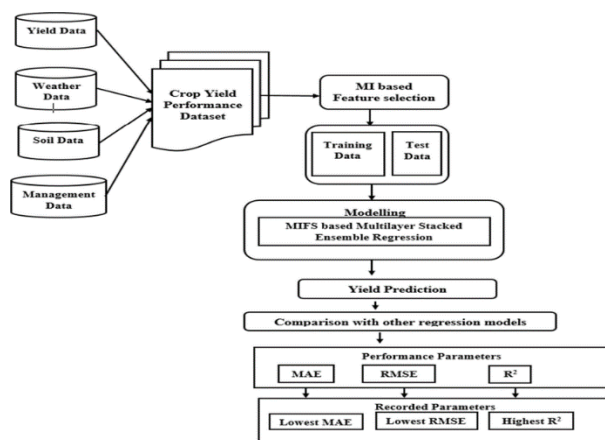 Yield Data
Weather
Data
Soil Data
Management
Data
Crop Yield
Performance
Dataset
MI based
Feature selection
Training
Data
Test
Data
Modelling
MIFS based Multilayer Stacked
Ensemble Regression
Yield Prediction
Comparison with other regression models
Performance Parameters
MAE
RMSE
R²
Recorded Parameters
Lowest MAE
Lowest RMSE
Highest R²